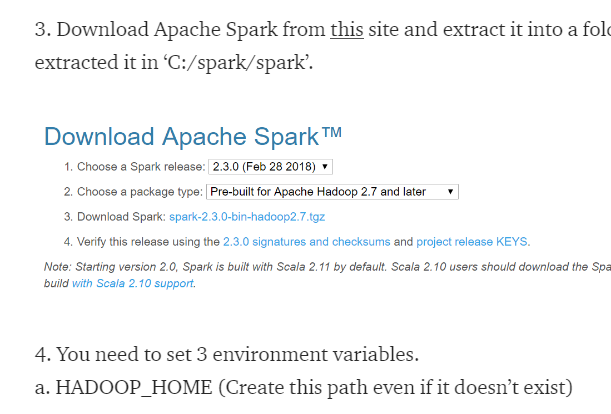 3. Download Apache Spark from this site and extract it into a
extracted it in ‘C:/spark/spark’.
Download Apache Spark™
1. Choose a Spark release: 2.3.0 (Feb 28 2018)
2. Choose a package type: Pre-built for Apache Hadoop 2.7 and later
3. Download Spark: spark-2.3.0-bin-hadoop2.7.tgz
4. Verify this release using the 2.3.0 signatures and checksums and project release KEYS.
Note: Starting version 2.0, Spark is built with Scala 2.11 by default. Scala 2.10 users should download the
build with Scala 2.10 support.
4. You need to set 3 environment variables.
a. HADOOP_HOME (Create this path even if it doesn’t exist)